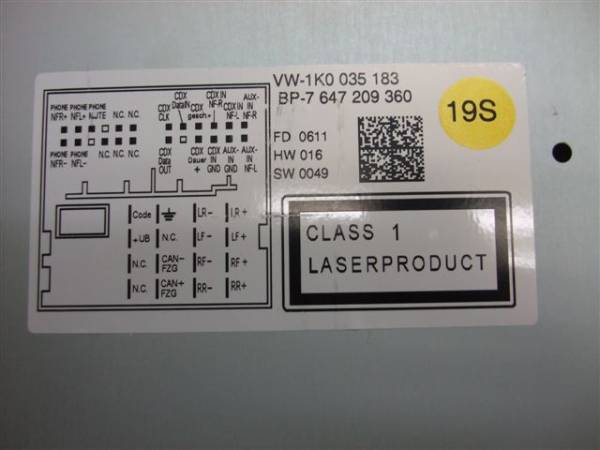 VW-1K0 035 183
BP-7 647 209 360
19S
FD 0611
HW 016
SW 0049
CLASS 1
LASERPRODUCT
PHONE NFR+
PHONE NFL+
PHONE
N.C. N.C.
CDX CLK
CDX DataIN
CDX gesch.+
CDX IN NF-R
CDX IN NF-L
AUX-IN NF-R
PHONE NFR-
PHONE NFL-
N.C. N.C. N.C.
CDX Data OUT
CDX Dauer +
CDX IN GND
AUX-IN GND
AUX-IN NF-L
Code LR- LR+
+UB N.C. LF- LF+
N.C. CAN- FZG RF- RF+
N.C. CAN+ FZG RR- RR+